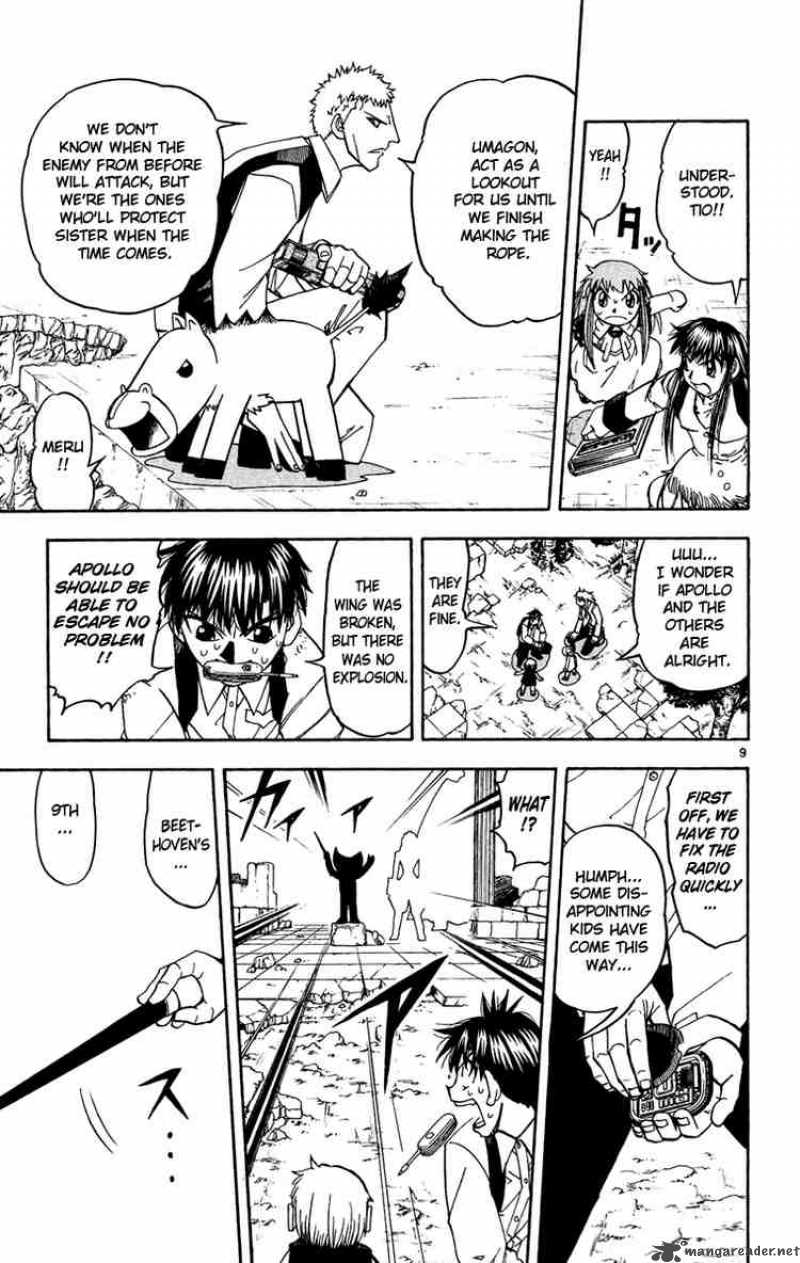 UNDER-
STOOD.
TIO!!
YEAH
!!
UMAGON,
ACT AS A
LOOKOUT
FOR US UNTIL
WE FINISH
MAKING THE
ROPE.
WE DON'T
KNOW WHEN THE
ENEMY FROM BEFORE
WILL ATTACK, BUT
WE'RE THE ONES
WHO'LL PROTECT
SISTER WHEN THE
TIME COMES.
MERU
!!
UUU...
I WONDER
IF APOLLO
AND THE
OTHERS
ARE
ALRIGHT.
THEY
ARE
FINE.
THE
WING WAS
BROKEN,
BUT THERE
WAS NO
EXPLOSION.
APOLLO
SHOULD BE
ABLE TO
ESCAPE NO
PROBLEM
!!
9
FIRST
OFF, WE
HAVE TO
FIX THE
RADIO
QUICKLY
...
HUMPH...
SOME DIS-
APPOINTING
KIDS HAVE
COME THIS
WAY...
WHAT
!?
BEET-
HOVEN'S
...
9TH
...
mangareader.net